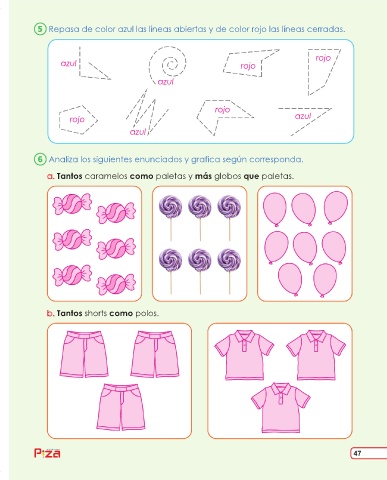 5 Repasa de color azul las líneas abiertas y de color rojo las líneas cerradas.
azul
azul
rojo
rojo
rojo
azul
rojo
azul
6 Analiza los siguientes enunciados y grafica según corresponda.
a. Tantos caramelos como paletas y más globos que paletas.
b. Tantos shorts como polos.
P:za
47